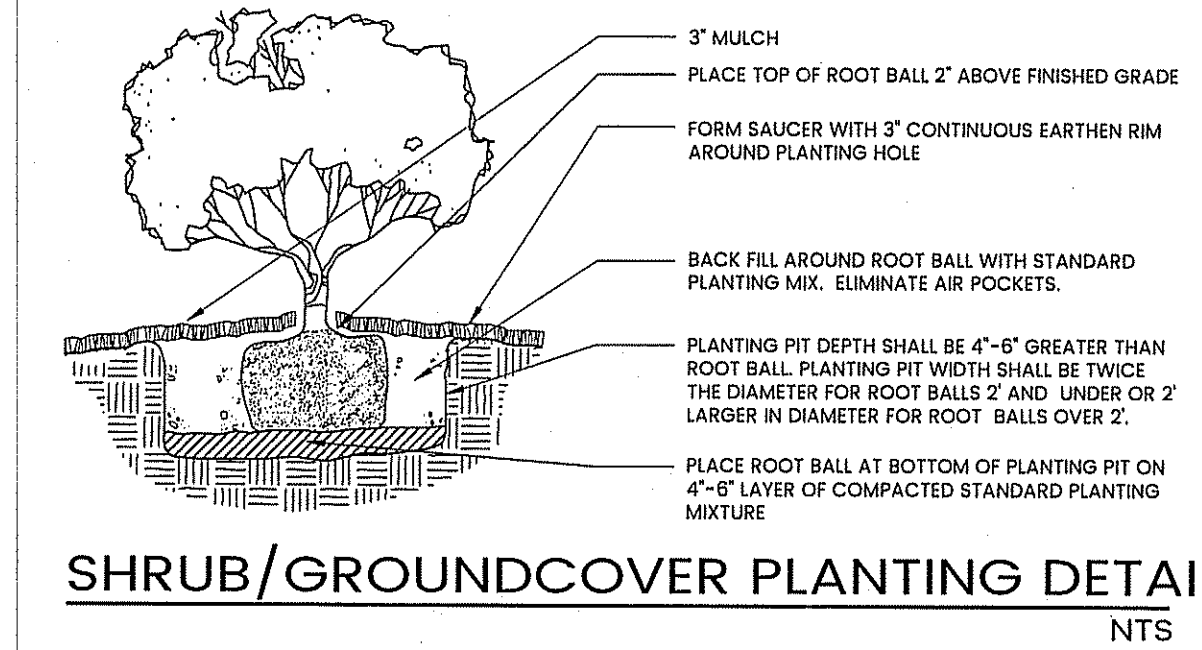 3" MULCH
PLACE TOP OF ROOT BALL 2" ABOVE FINISHED GRADE
FORM SAUCER WITH 3" CONTINUOUS EARTHEN RIM
AROUND PLANTING HOLE
BACK FILL AROUND ROOT BALL WITH STANDARD
PLANTING MIX. ELIMINATE AIR POCKETS.
PLANTING PIT DEPTH SHALL BE 4"-6" GREATER THAN
ROOT BALL. PLANTING PIT WIDTH SHALL BE TWICE
THE DIAMETER FOR ROOT BALLS 2' AND UNDER OR 2'
LARGER IN DIAMETER FOR ROOT BALLS OVER 2'.
PLACE ROOT BALL AT BOTTOM OF PLANTING PIT ON
4"-6" LAYER OF COMPACTED STANDARD PLANTING
MIXTURE
SHRUB/GROUNDCOVER PLANTING DETAI
NTS